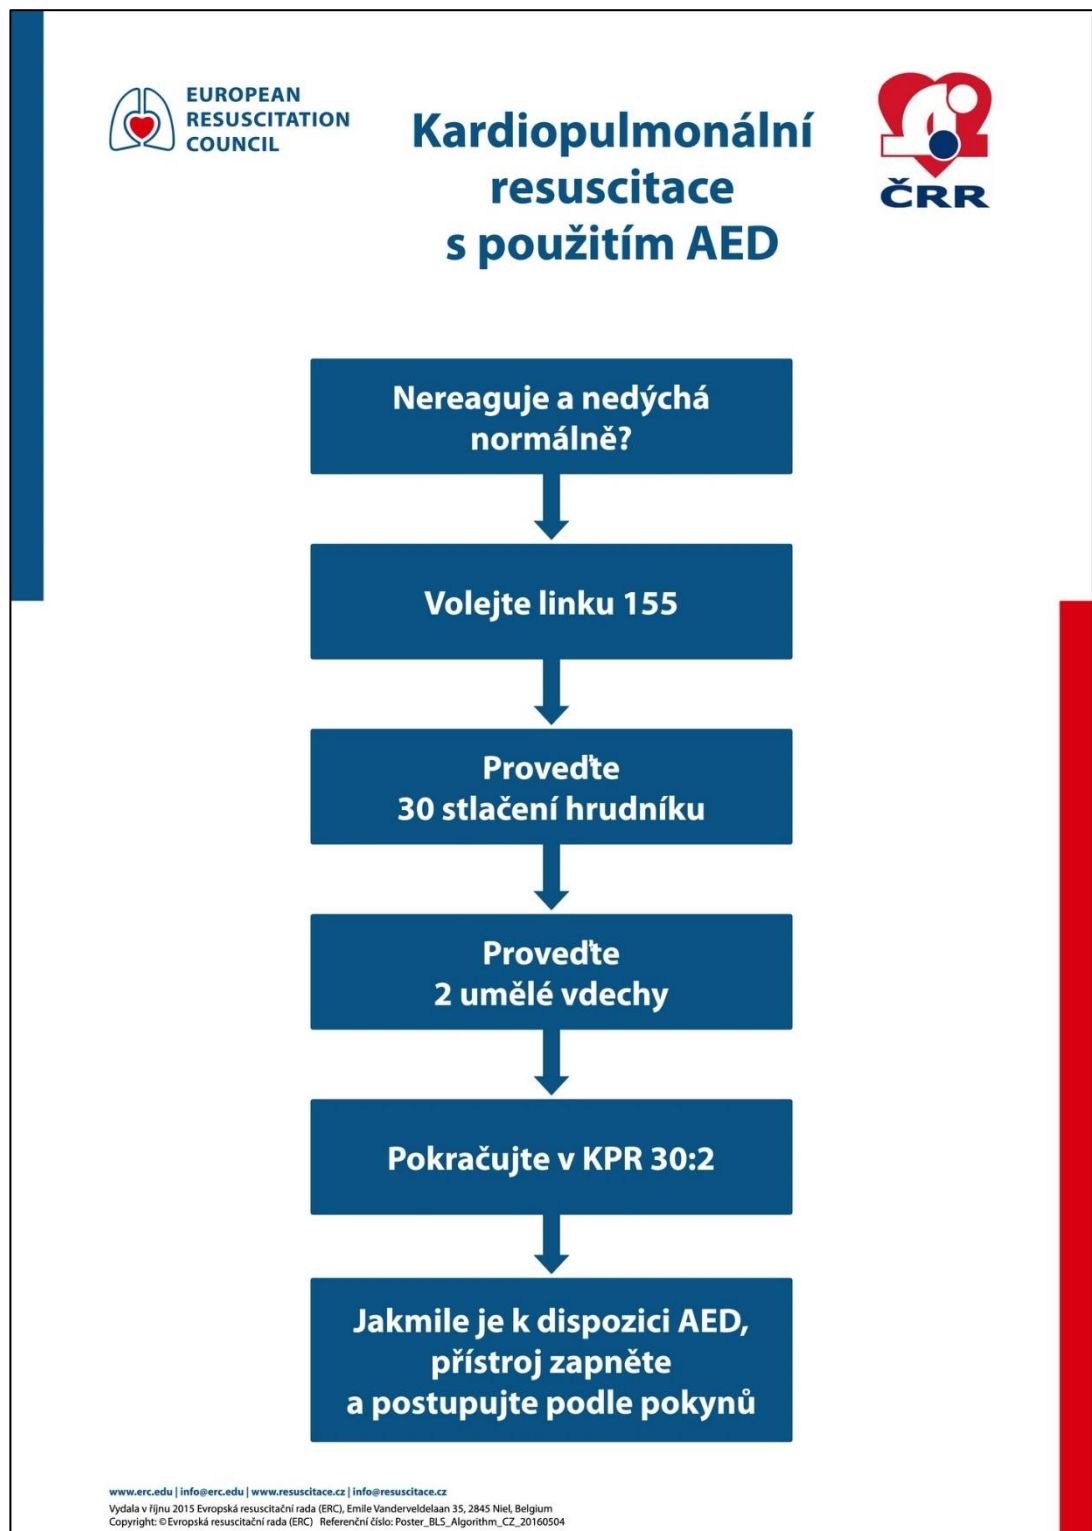 EUROPEAN
RESUSCITATION
COUNCIL
Kardiopulmonální
resuscitace
s použitím AED
ČRR
Nereaguje a nedýchá
normálně?
Volejte linku 155
Proveďte
30 stlačení hrudníku
Proveďte
2 umělé vdechy
Pokračujte v KPR 30:2
Jakmile je k dispozici AED,
přístroj zapněte
a postupujte podle pokynů
www.erc.edu | info@erc.edu | www.resuscitace.cz | info@resuscitace.cz
Vydala v říjnu 2015 Evropská resuscitační rada (ERC), Emile Vanderveldelaan 35, 2845 Niel, Belgium
Copyright: © Evropská resuscitační rada (ERC) Referenční číslo: Poster_BLS_Algorithm_CZ_20160504